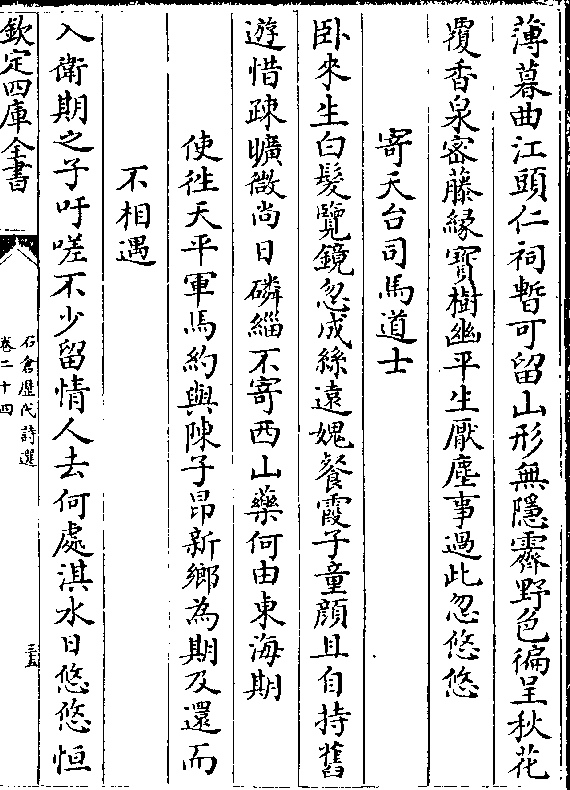 薄暮曲江頭仁祠暫可留山形無隱霽野色徧呈秋花
覆香泉密藤緣寳樹幽平生厭塵事過此忽悠悠
寄天台司馬道士
卧來生白髮覽鏡忽成絲遠媿餐霞子童顔且自持舊
遊惜疎曠微尚日磷緇不寄西山藥何由東海期
使徃天平軍馬約與陳子昂新鄉為期及還而
不相遇
入衛期之子吁嗟不少留情人去何處淇水日悠悠恒
欽定四庫全書
石倉歷代詩選
卷二十四